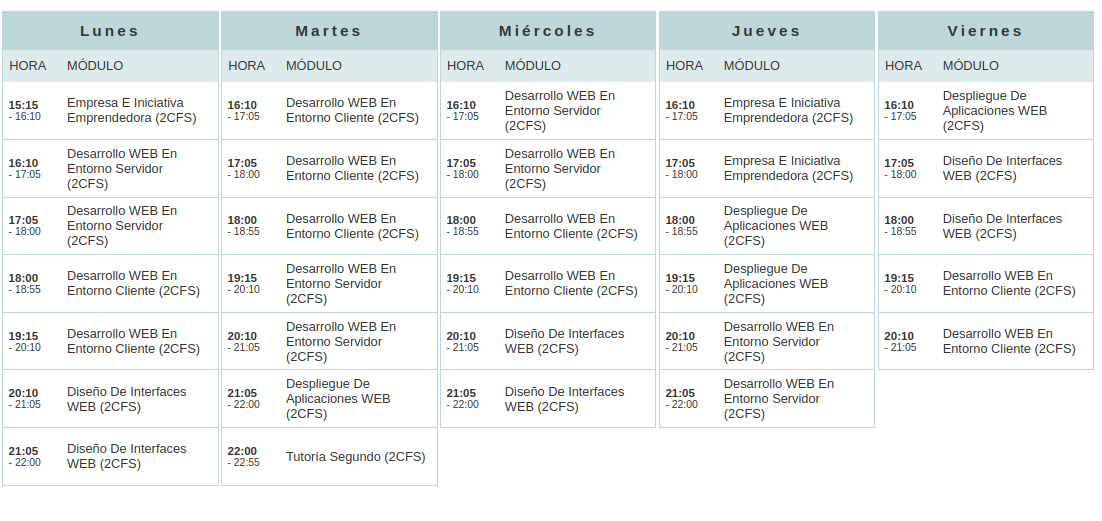 Lunes
HORA MÓDULO
15:15
- 16:10
Empresa E Iniciativa
Emprendedora (2CFS)
16:10
- 17:05
Desarrollo WEB En
Entorno Servidor
(2CFS)
17:05
- 18:00
Desarrollo WEB En
Entorno Servidor
(2CFS)
18:00
- 18:55
Desarrollo WEB En
Entorno Cliente (2CFS)
19:15
- 20:10
Desarrollo WEB En
Entorno Cliente (2CFS)
20:10
- 21:05
Diseño De Interfaces
WEB (2CFS)
21:05
- 22:00
Diseño De Interfaces
WEB (2CFS)
Martes
HORA MÓDULO
16:10
- 17:05
Desarrollo WEB En
Entorno Cliente (2CFS)
17:05
- 18:00
Desarrollo WEB En
Entorno Cliente (2CFS)
18:00
- 18:55
Desarrollo WEB En
Entorno Cliente (2CFS)
19:15
- 20:10
Desarrollo WEB En
Entorno Servidor
(2CFS)
20:10
- 21:05
Desarrollo WEB En
Entorno Servidor
(2CFS)
21:05
- 22:00
Despliegue De
Aplicaciones WEB
(2CFS)
22:00
- 22:55
Tutoría Segundo (2CFS)
Miércoles
HORA MÓDULO
16:10
- 17:05
Desarrollo WEB En
Entorno Servidor
(2CFS)
17:05
- 18:00
Desarrollo WEB En
Entorno Servidor
(2CFS)
18:00
- 18:55
Desarrollo WEB En
Entorno Cliente (2CFS)
19:15
- 20:10
Desarrollo WEB En
Entorno Cliente (2CFS)
20:10
- 21:05
Diseño De Interfaces
WEB (2CFS)
21:05
- 22:00
Diseño De Interfaces
WEB (2CFS)
Jueves
HORA MÓDULO
16:10
- 17:05
Empresa E Iniciativa
Emprendedora (2CFS)
17:05
- 18:00
Empresa E Iniciativa
Emprendedora (2CFS)
18:00
- 18:55
Despliegue De
Aplicaciones WEB
(2CFS)
19:15
- 20:10
Despliegue De
Aplicaciones WEB
(2CFS)
20:10
- 21:05
Desarrollo WEB En
Entorno Servidor
(2CFS)
21:05
- 22:00
Desarrollo WEB En
Entorno Servidor
(2CFS)
Viernes
HORA MÓDULO
16:10
- 17:05
Despliegue De
Aplicaciones WEB
(2CFS)
17:05
- 18:00
Diseño De Interfaces
WEB (2CFS)
18:00
- 18:55
Diseño De Interfaces
WEB (2CFS)
19:15
- 20:10
Desarrollo WEB En
Entorno Cliente (2CFS)
20:10
- 21:05
Desarrollo WEB En
Entorno Cliente (2CFS)